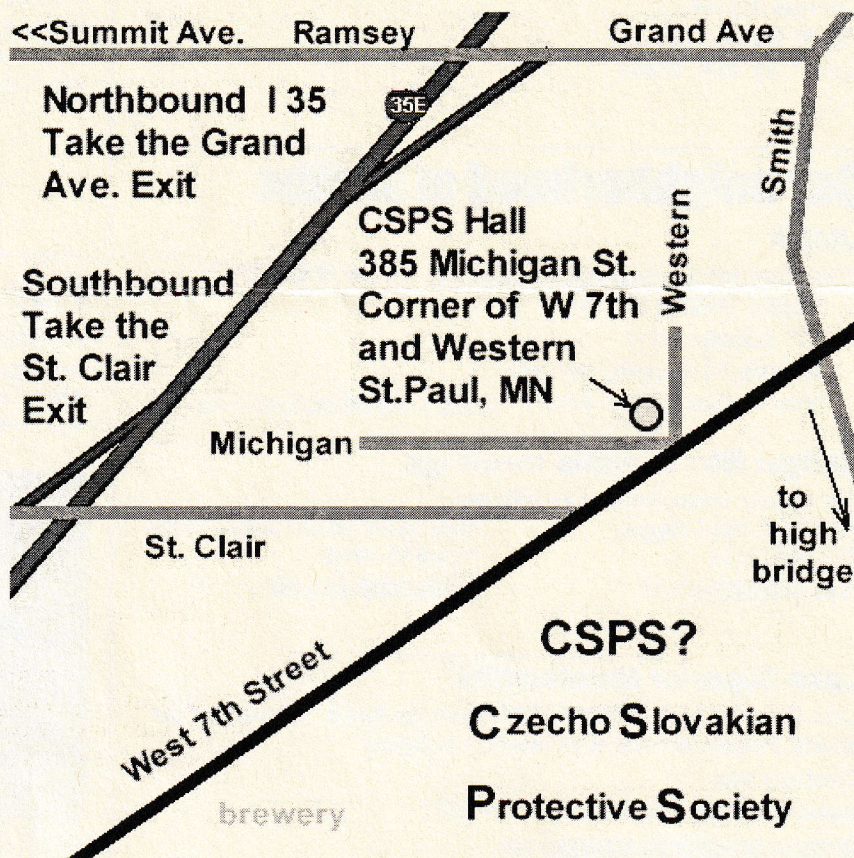 <<Summit Ave. Ramsey Grand Ave
35E
Northbound I 35
Take the Grand
Ave. Exit
Smith
Western
CSPS Hall
385 Michigan St.
Corner of W 7th
and Western
St.Paul, MN
Southbound
Take the
St. Clair
Exit
Michigan
St. Clair
to
high
bridge
West 7th Street
CSPS?
Czecho Slovakian
Protective Society
brewery